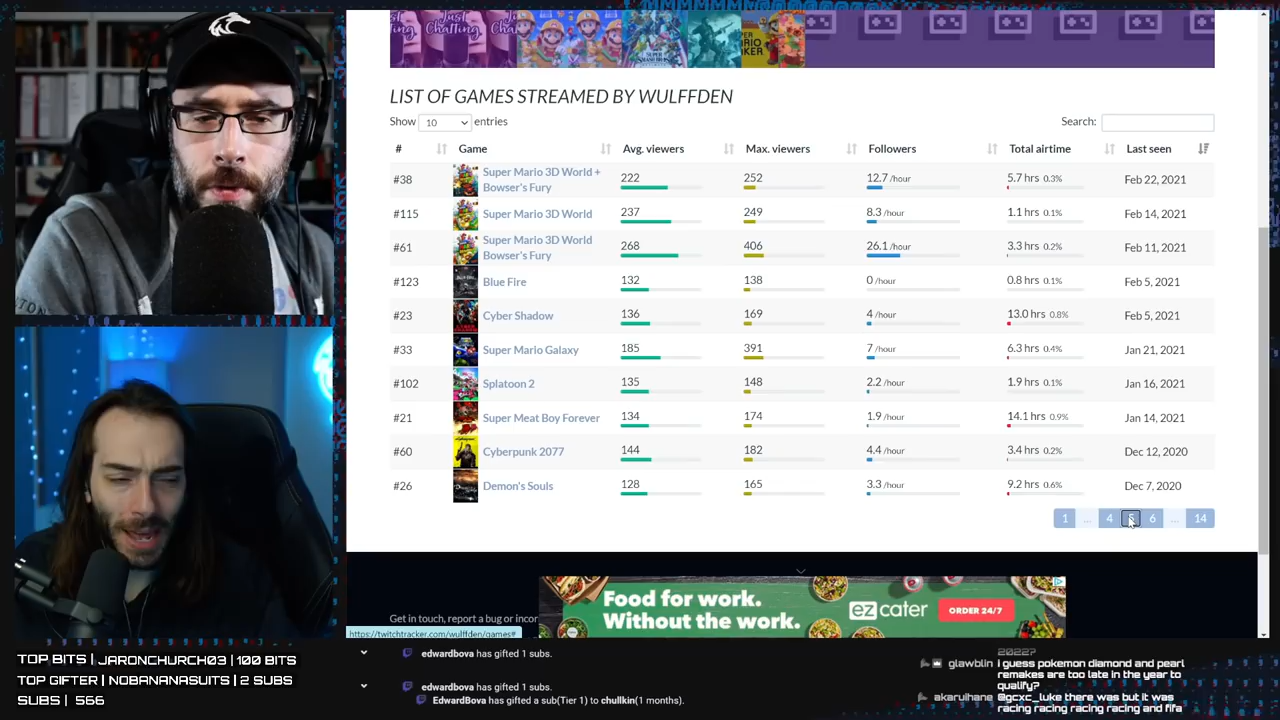 LIST OF GAMES STREAMED BY WULFFDEN
Show 10 entries
Search:
# Game Avg. viewers Max. viewers Followers Total airtime Last seen
#38 Super Mario 3D World + Bowser's Fury 222 252 12.7 /hour 5.7 hrs 0.3% Feb 22, 2021
#115 Super Mario 3D World 237 249 8.3 /hour 1.1 hrs 0.1% Feb 14, 2021
#61 Super Mario 3D World Bowser's Fury 268 406 26.1 /hour 3.3 hrs 0.2% Feb 11, 2021
#123 Blue Fire 132 138 0 /hour 0.8 hrs 0.1% Feb 5, 2021
#23 Cyber Shadow 136 169 4 /hour 13.0 hrs 0.8% Feb 5, 2021
#33 Super Mario Galaxy 185 391 7 /hour 6.3 hrs 0.4% Jan 21, 2021
#102 Splatoon 2 135 148 2.2 /hour 1.9 hrs 0.1% Jan 16, 2021
#21 Super Meat Boy Forever 134 174 1.9 /hour 14.1 hrs 0.9% Jan 14, 2021
#60 Cyberpunk 2077 144 182 4.4 /hour 3.4 hrs 0.2% Dec 12, 2020
#26 Demon's Souls 128 165 3.3 /hour 9.2 hrs 0.6% Dec 7, 2020
1 ... 4 5 6 ... 14
Food for work.
Without the work.
ezcater
ORDER 24/7
Get in touch, report a bug or incor
https://twitchtracker.com/wulffden/games#
TOP BITS | JARONCHURCH03 | 100 BITS
TOP GIFTER | NOBANANASUITS | 2 SUBS
SUBS | 566
edwardbova has gifted 1 subs.
edwardbova has gifted 1 subs.
EdwardBova has gifted a sub(Tier 1) to chullkin(1 months).
2022?
glawblin i guess pokemon diamond and pearl
remakes are too late in the year to
qualify?
akaruihane @gcxc_luke there was but it was
racing racing racing racing and fifa